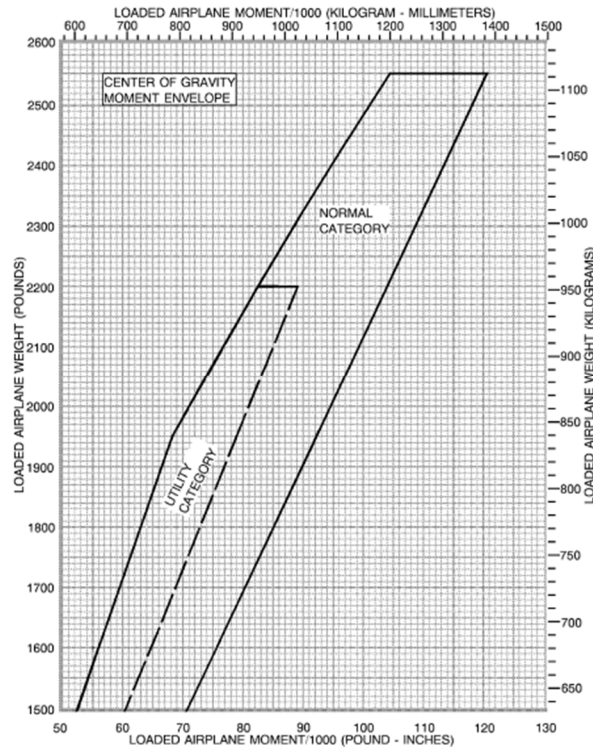 LOADED AIRPLANE MOMENT/1000 (KILOGRAM - MILLIMETERS)
600 700 800 900 1000 1100 1200 1300 1400 1500
2600
CENTER OF GRAVITY
MOMENT ENVELOPE
1100
2500
2400
1050
NORMAL
CATEGORY
2300
1000
2200
950
2100
900
2000
850
1900
UTILITY
CATEGORY
800
1800
750
1700
700
1600
650
1500
LOADED AIRPLANE WEIGHT (POUNDS)
LOADED AIRPLANE WEIGHT (KILOGRAMS)
50 60 70 80 90 100 110 120 130
LOADED AIRPLANE MOMENT/1000 (POUND - INCHES)